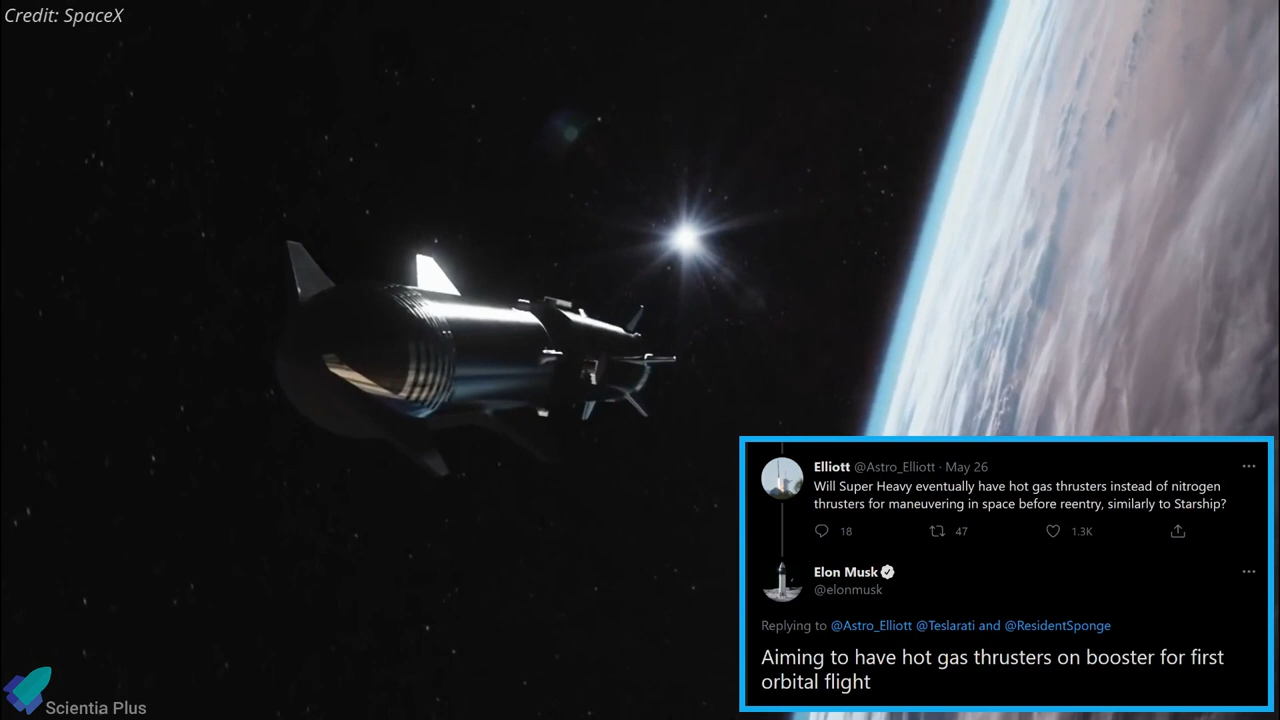 Credit: SpaceX
Elliott @Astro_Elliott · May 26
Will Super Heavy eventually have hot gas thrusters instead of nitrogen
thrusters for maneuvering in space before reentry, similarly to Starship?
18 47 1.3K
Elon Musk
@elonmusk
Replying to @Astro_Elliott @Teslarati and @ResidentSponge
Aiming to have hot gas thrusters on booster for first
orbital flight
Scientia Plus